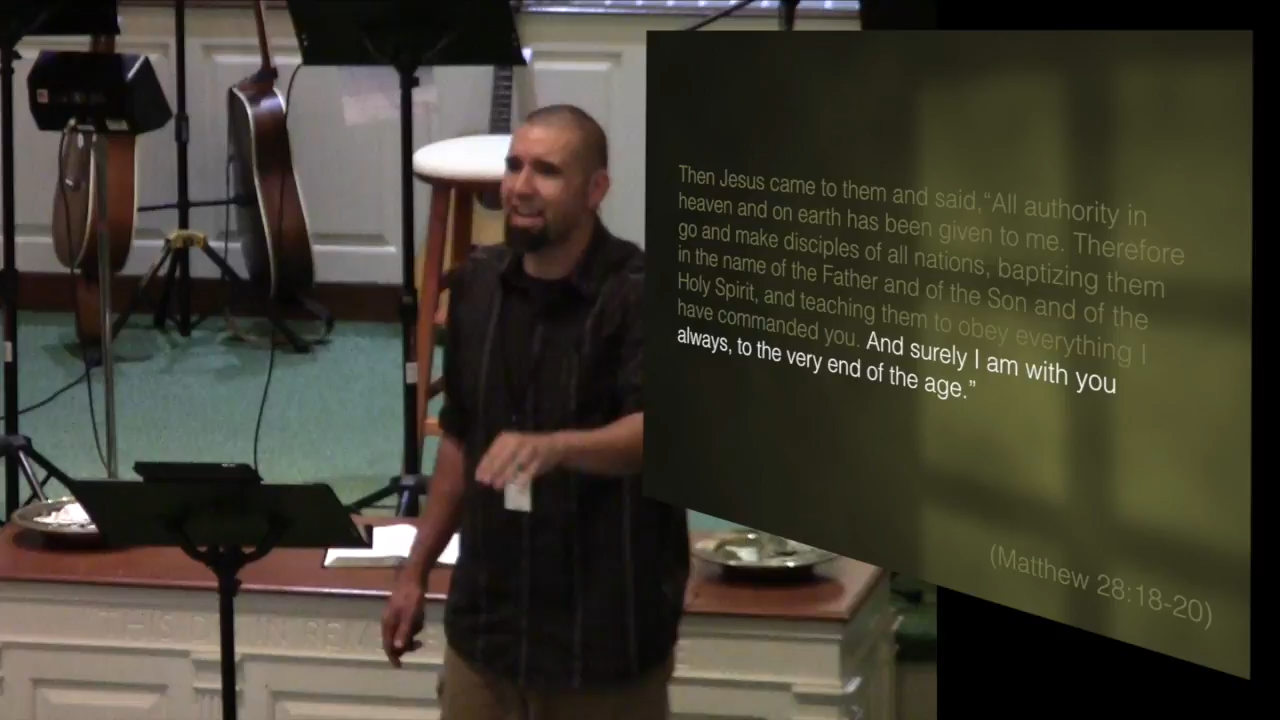 Then Jesus came to them and said,“All authority in
heaven and on earth has been given to me. Therefore
go and make disciples of all nations, baptizing them
in the name of the Father and of the Son and of the
Holy Spirit, and teaching them to obey everything I
have commanded you. And surely I am with you
always, to the very end of the age.”
(Matthew 28:18-20)
THIS DO IN